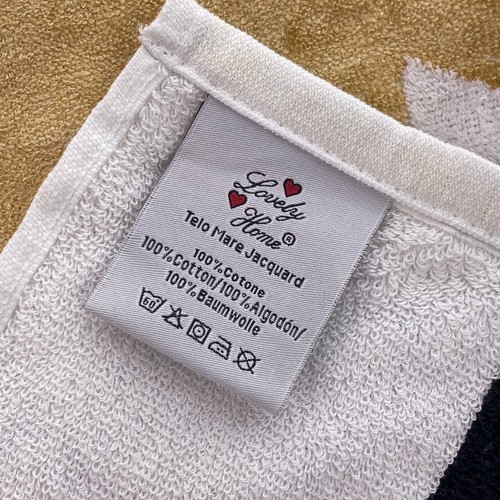 Lovely
Home®
Telo Mare Jacquard
100%Cotone
100%Cotton/100%Algodón/
100%Baumwolle
60